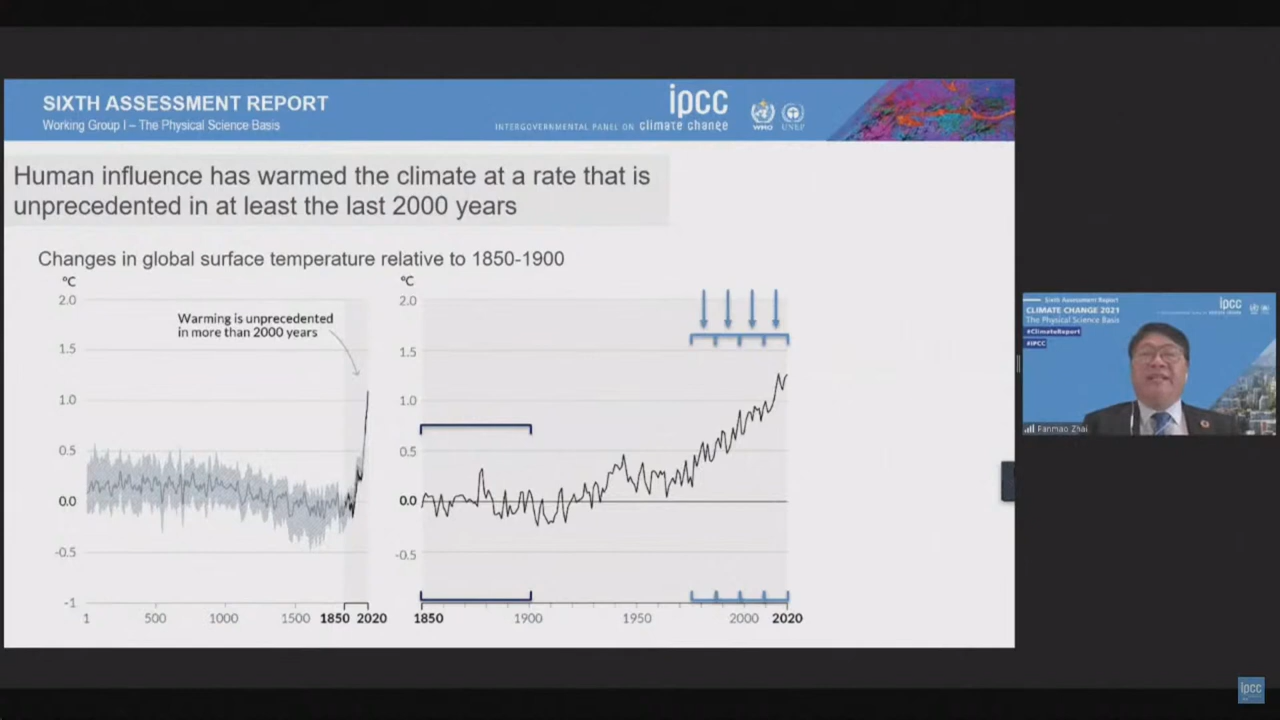 SIXTH ASSESSMENT REPORT
Working Group I – The Physical Science Basis
ipcc
INTERGOVERNMENTAL PANEL ON climate change
WMO
UNEP
Human influence has warmed the climate at a rate that is
unprecedented in at least the last 2000 years
Changes in global surface temperature relative to 1850-1900
°C
2.0
Warming is unprecedented
in more than 2000 years
1.5
1.0
0.5
0.0
-0.5
-1
1 500 1000 1500 1850 2020
°C
2.0
1.5
1.0
0.5
0.0
-0.5
1850 1900 1950 2000 2020
Sixth Assessment Report
CLIMATE CHANGE 2021
The Physical Science Basis
#ClimateReport
#IPCC
ipcc
Panmao Zhai
ipcc